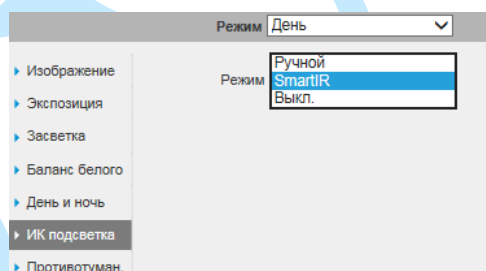 Режим День
Изображение
Экспозиция
Засветка
Баланс белого
День и ночь
ИК подсветка
Противотуман.
Режим
Ручной
SmartIR
Выкл.